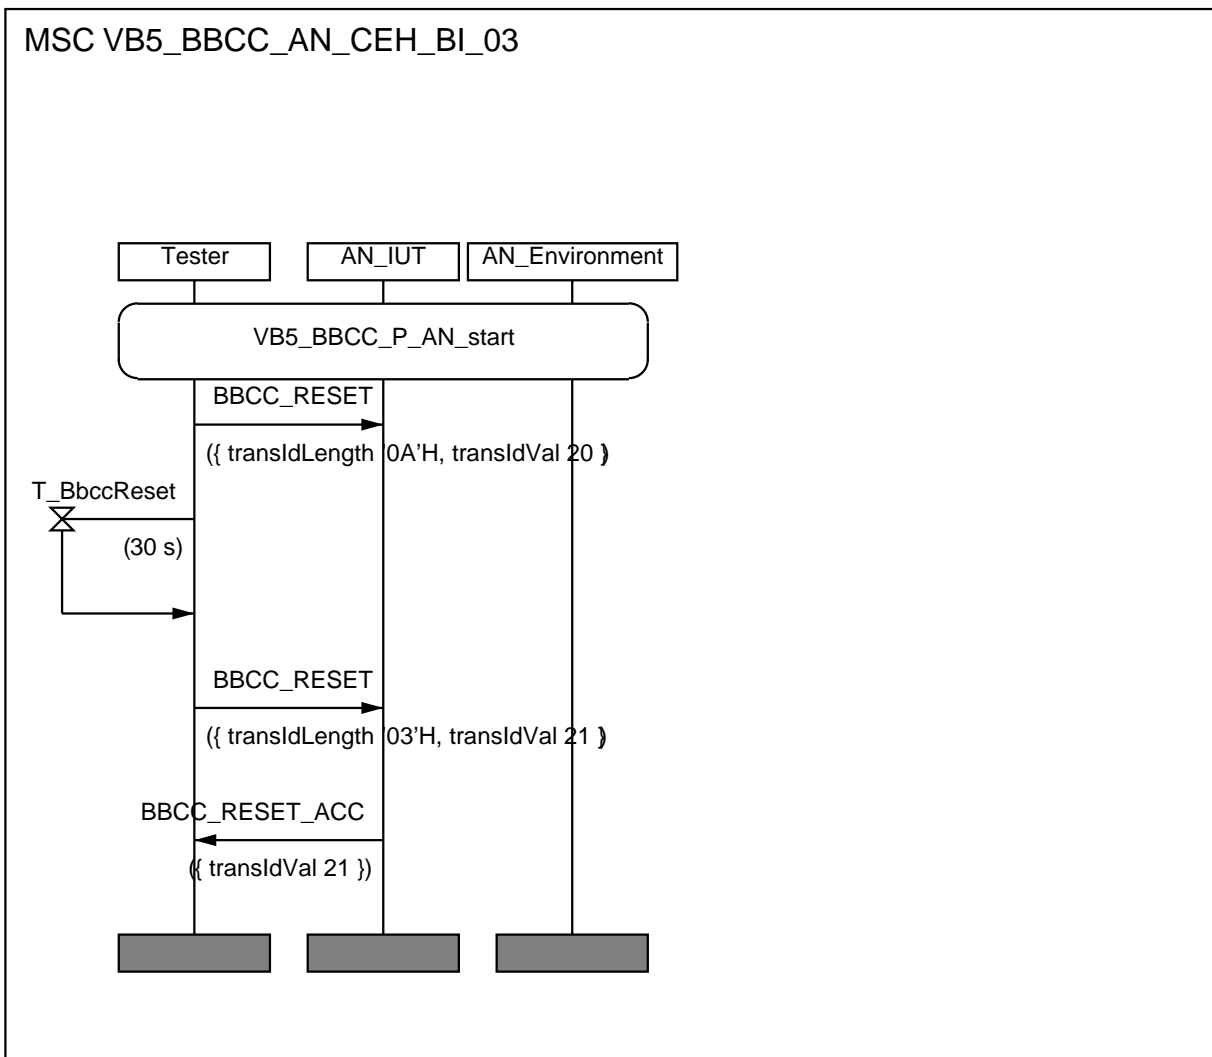 MSC VB5_BBCC_AN_CEH_BI_03
Tester AN_IUT AN_Environment
VB5_BBCC_P_AN_start
BBCC_RESET
({ transIdLength '0A'H, transIdVal 20 })
T_BbccReset
(30 s)
BBCC_RESET
({ transIdLength '03'H, transIdVal 21 })
BBCC_RESET_ACC
({ transIdVal 21 })